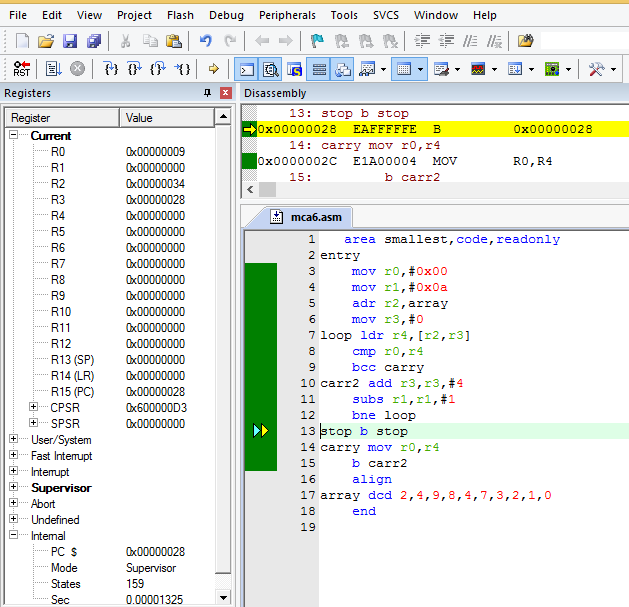 File Edit View Project Flash Debug Peripherals Tools SVCS Window Help
RST
Registers
Register Value
Current
R0 0x00000009
R1 0x00000000
R2 0x00000034
R3 0x00000028
R4 0x00000000
R5 0x00000000
R6 0x00000000
R7 0x00000000
R8 0x00000000
R9 0x00000000
R10 0x00000000
R11 0x00000000
R12 0x00000000
R13 (SP) 0x00000000
R14 (LR) 0x00000000
R15 (PC) 0x00000028
CPSR 0x600000D3
SPSR 0x00000000
User/System
Fast Interrupt
Interrupt
Supervisor
Abort
Undefined
Internal
PC $ 0x00000028
Mode Supervisor
States 159
Sec 0.00001325
Disassembly
13: stop b stop
0x00000028 EAFFFFFE B 0x00000028
14: carry mov r0,r4
0x0000002C E1A00004 MOV R0,R4
15: b carr2
mca6.asm
1 area smallest,code,readonly
2 entry
3 mov r0,#0x00
4 mov r1,#0x0a
5 adr r2,array
6 mov r3,#0
7 loop ldr r4,[r2,r3]
8 cmp r0,r4
9 bcc carry
10 carr2 add r3,r3,#4
11 subs r1,r1,#1
12 bne loop
13 stop b stop
14 carry mov r0,r4
15 b carr2
16 align
17 array dcd 2,4,9,8,4,7,3,2,1,0
18 end
19